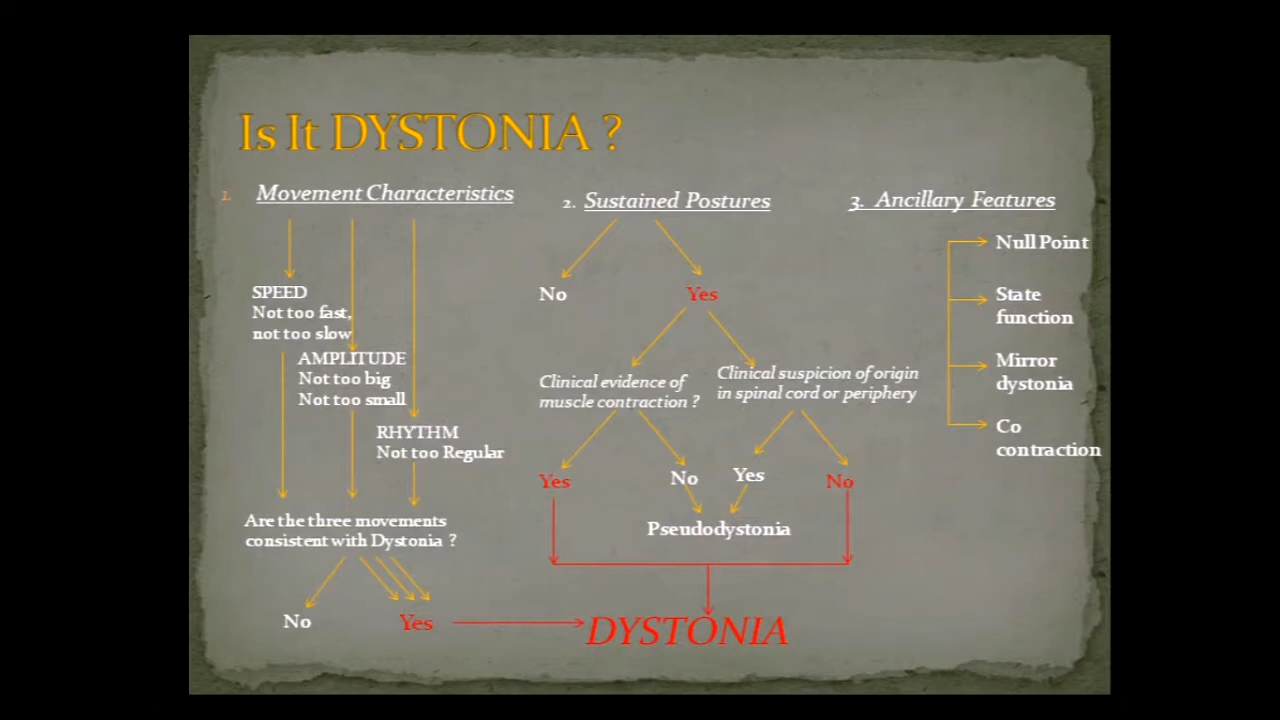 Is It DYSTONIA ?
1. Movement Characteristics
SPEED
Not too fast,
not too slow
AMPLITUDE
Not too big
Not too small
RHYTHM
Not too Regular
Are the three movements
consistent with Dystonia ?
No
Yes
2. Sustained Postures
No
Yes
Clinical evidence of
muscle contraction ?
Clinical suspicion of origin
in spinal cord or periphery
Yes
No
Yes
No
Pseudodystonia
DYSTONIA
3. Ancillary Features
Null Point
State
function
Mirror
dystonia
Co
contraction